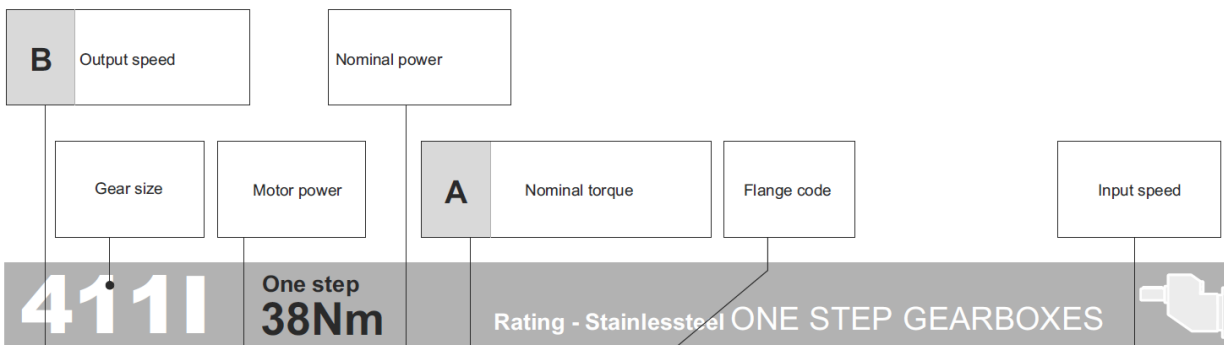 B Output speed
Nominal power
Gear size
Motor power
A Nominal torque
Flange code
Input speed
411I
One step
38Nm
Rating - Stainlessteel ONE STEP GEARBOXES